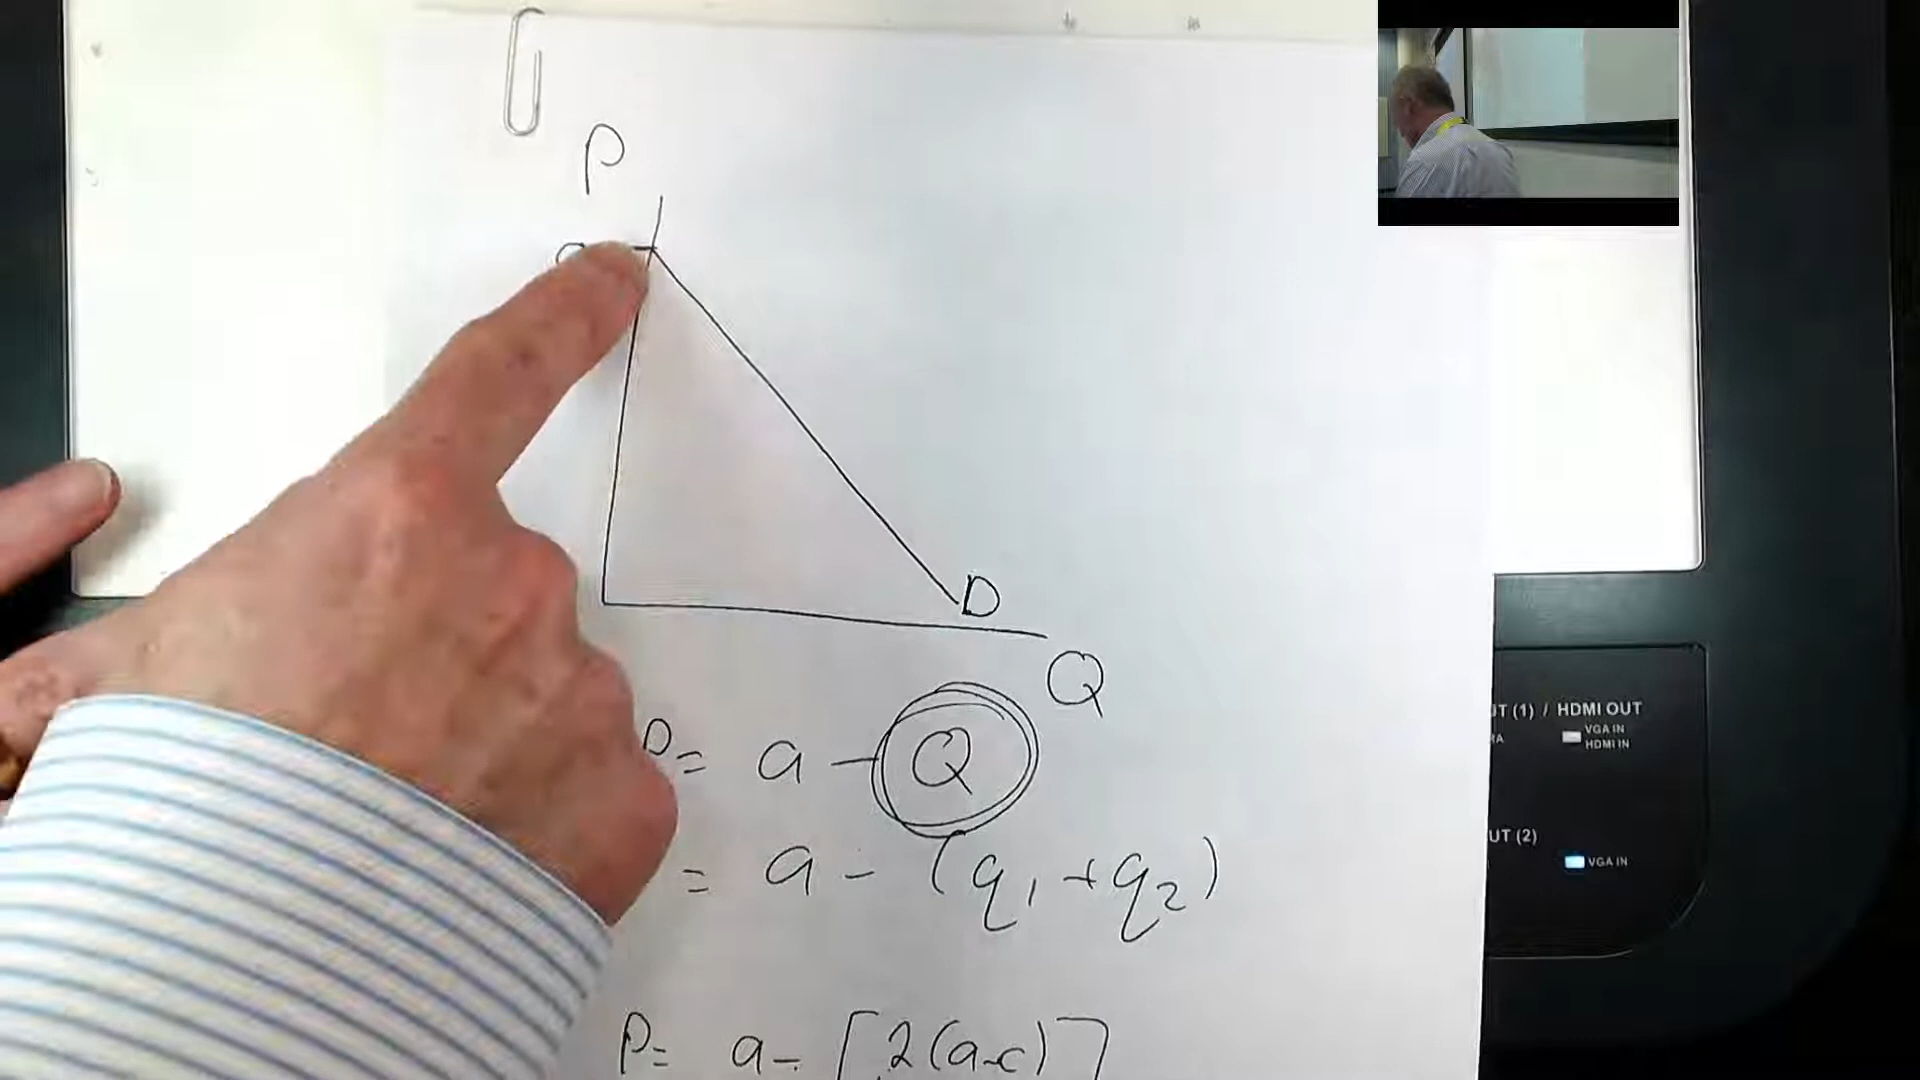 P
D
Q
P= a - Q
= a - (q1 + q2)
P= a - [2(a-c)]
UT (1) / HDMI OUT
VGA IN
HDMI IN
UT (2)
VGA IN